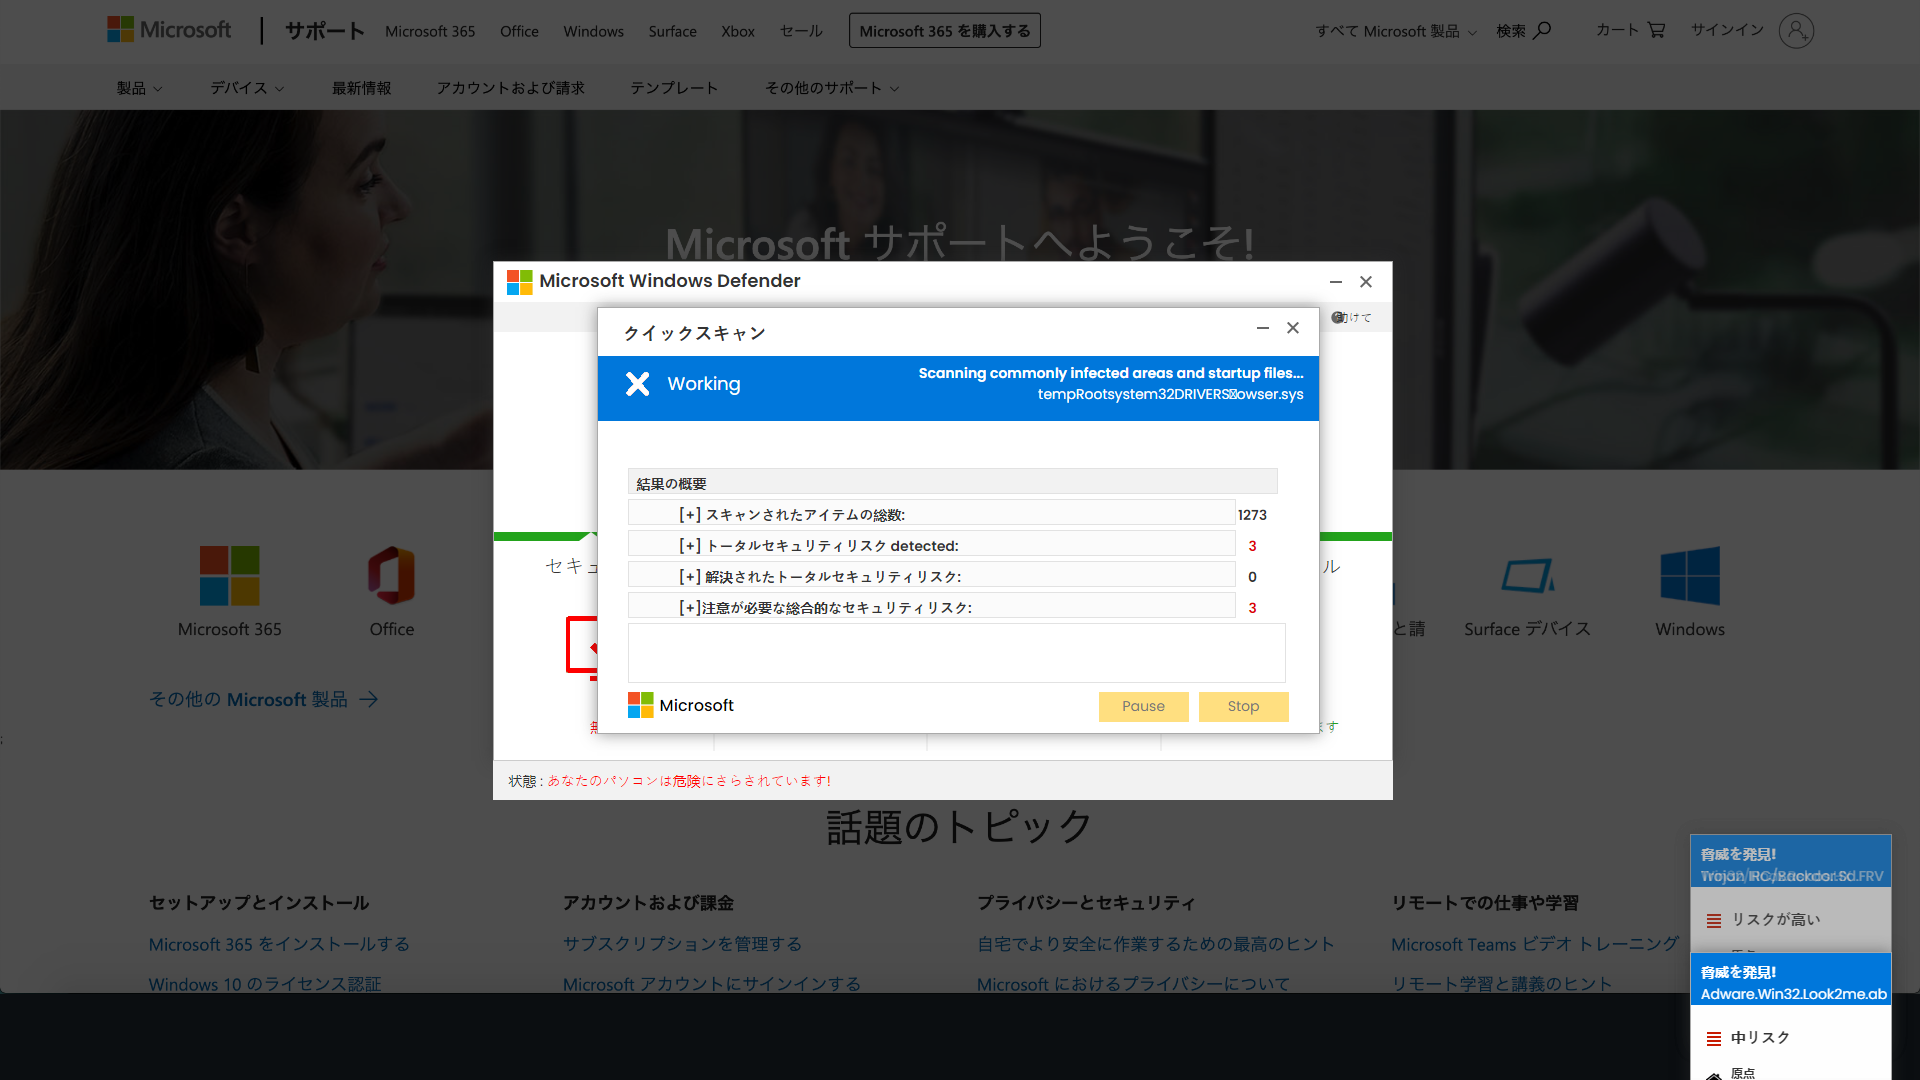 Microsoft
サポート
Microsoft 365
Office
Windows
Surface
Xbox
セール
Microsoft 365 を購入する
すべて Microsoft 製品
検索
カート
サインイン
製品
デバイス
最新情報
アカウントおよび請求
テンプレート
その他のサポート
Microsoft サポートへようこそ!
Microsoft Windows Defender
クイックスキャン
けて
Working
Scanning commonly infected areas and startup files...
結果の概要
[+] スキャンされたアイテムの総数:
1273
[+] トータルセキュリティリスク detected:
3
[+] 解決されたトータルセキュリティリスク:
0
[+]注意が必要な総合的なセキュリティリスク:
3
Microsoft
Pause
Stop
セキュ
ル
ます
状態 : あなたのパソコンは危険にさらされています!
Microsoft 365
Office
と請
Surface デバイス
Windows
その他の Microsoft 製品
話題のトピック
セットアップとインストール
アカウントおよび課金
プライバシーとセキュリティ
リモートでの仕事や学習
Microsoft 365 をインストールする
サブスクリプションを管理する
自宅でより安全に作業するための最高のヒント
Microsoft Teams ビデオ トレーニング
Windows 10 のライセンス認証
Microsoft アカウントにサインインする
Microsoft におけるプライバシーについて
リモート学習と講義のヒント
脅威を発見!
リスクが高い
脅威を発見!
Adware.Win32.Look2me.ab
中リスク
原点